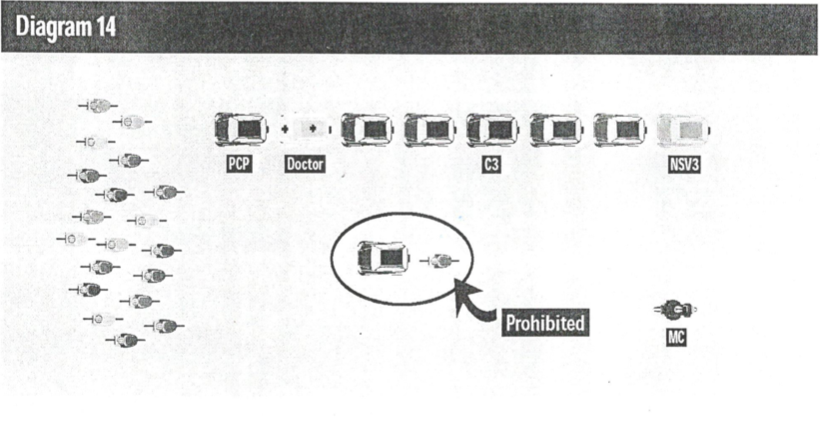 Diagram 14
PCP
Doctor
C3
NSV3
Prohibited
MC